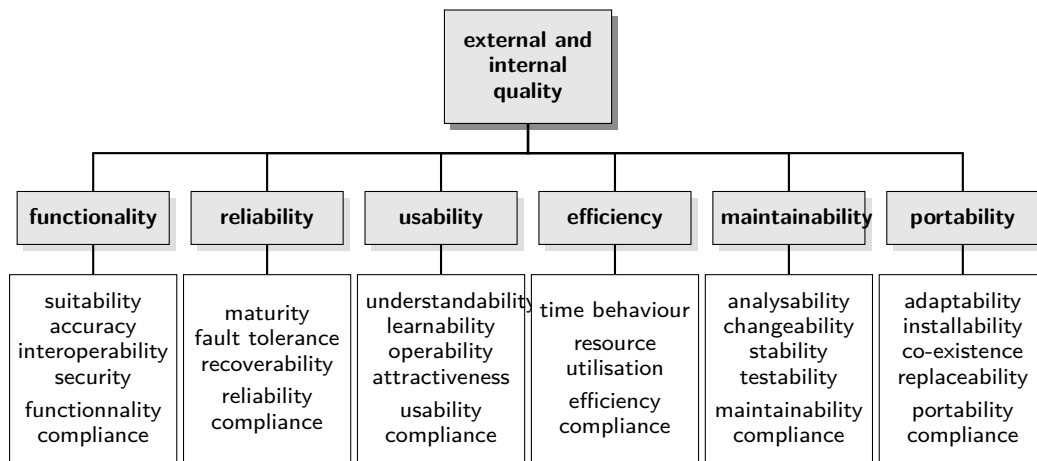 external and
internal
quality
functionality
reliability
usability
efficiency
maintainability
portability
suitability
accuracy
interoperability
security
functionnality
compliance
maturity
fault tolerance
recoverability
reliability
compliance
understandability
learnability
operability
attractiveness
usability
compliance
time behaviour
resource
utilisation
efficiency
compliance
analysability
changeability
stability
testability
maintainability
compliance
adaptability
installability
co-existence
replaceability
portability
compliance